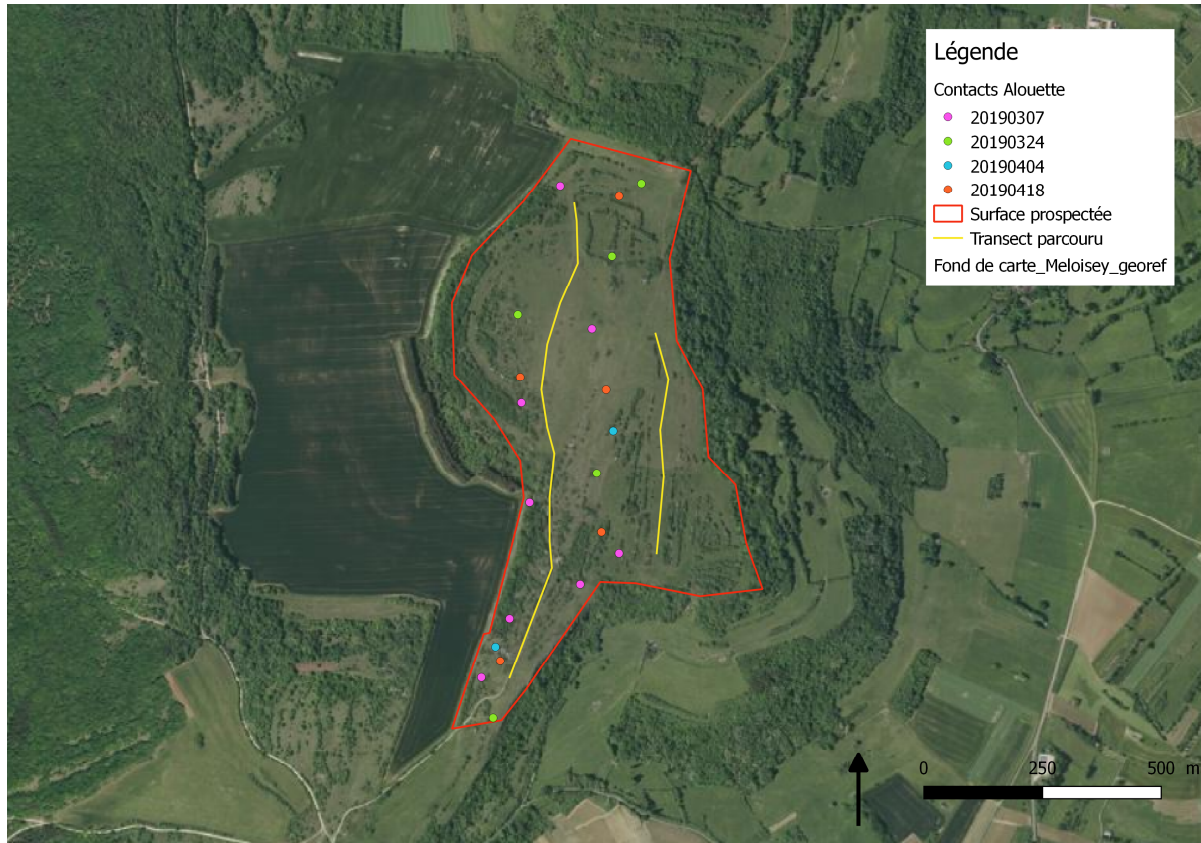 Légende
Contacts Alouette
20190307
20190324
20190404
20190418
Surface prospectée
Transect parcouru
Fond de carte_Meloisey_georef
0 250 500 m